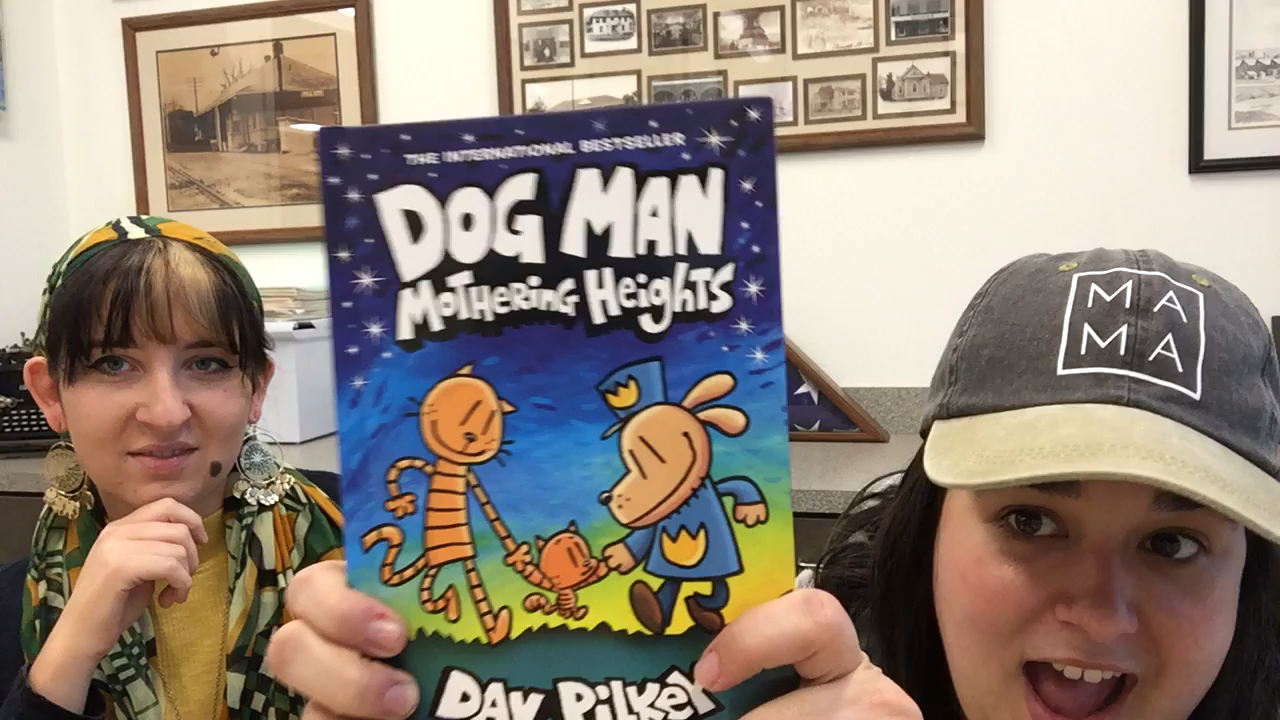 THE INTERNATIONAL BESTSELLER
DOG MAN
MOTHERING HEIGHTS
DAV PILKEY
MA
MA